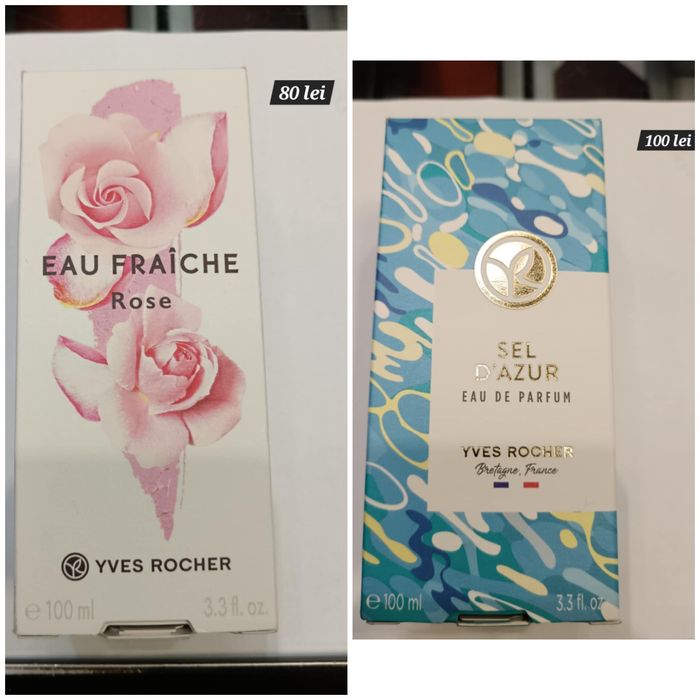 80 lei
EAU FRAÎCHE
Rose
YVES ROCHER
e 100 ml 3.3 fl. oz.
100 lei
SEL
D'AZUR
EAU DE PARFUM
YVES ROCHER
Bretagne, France
e 100 ml 3.3 fl. oz.